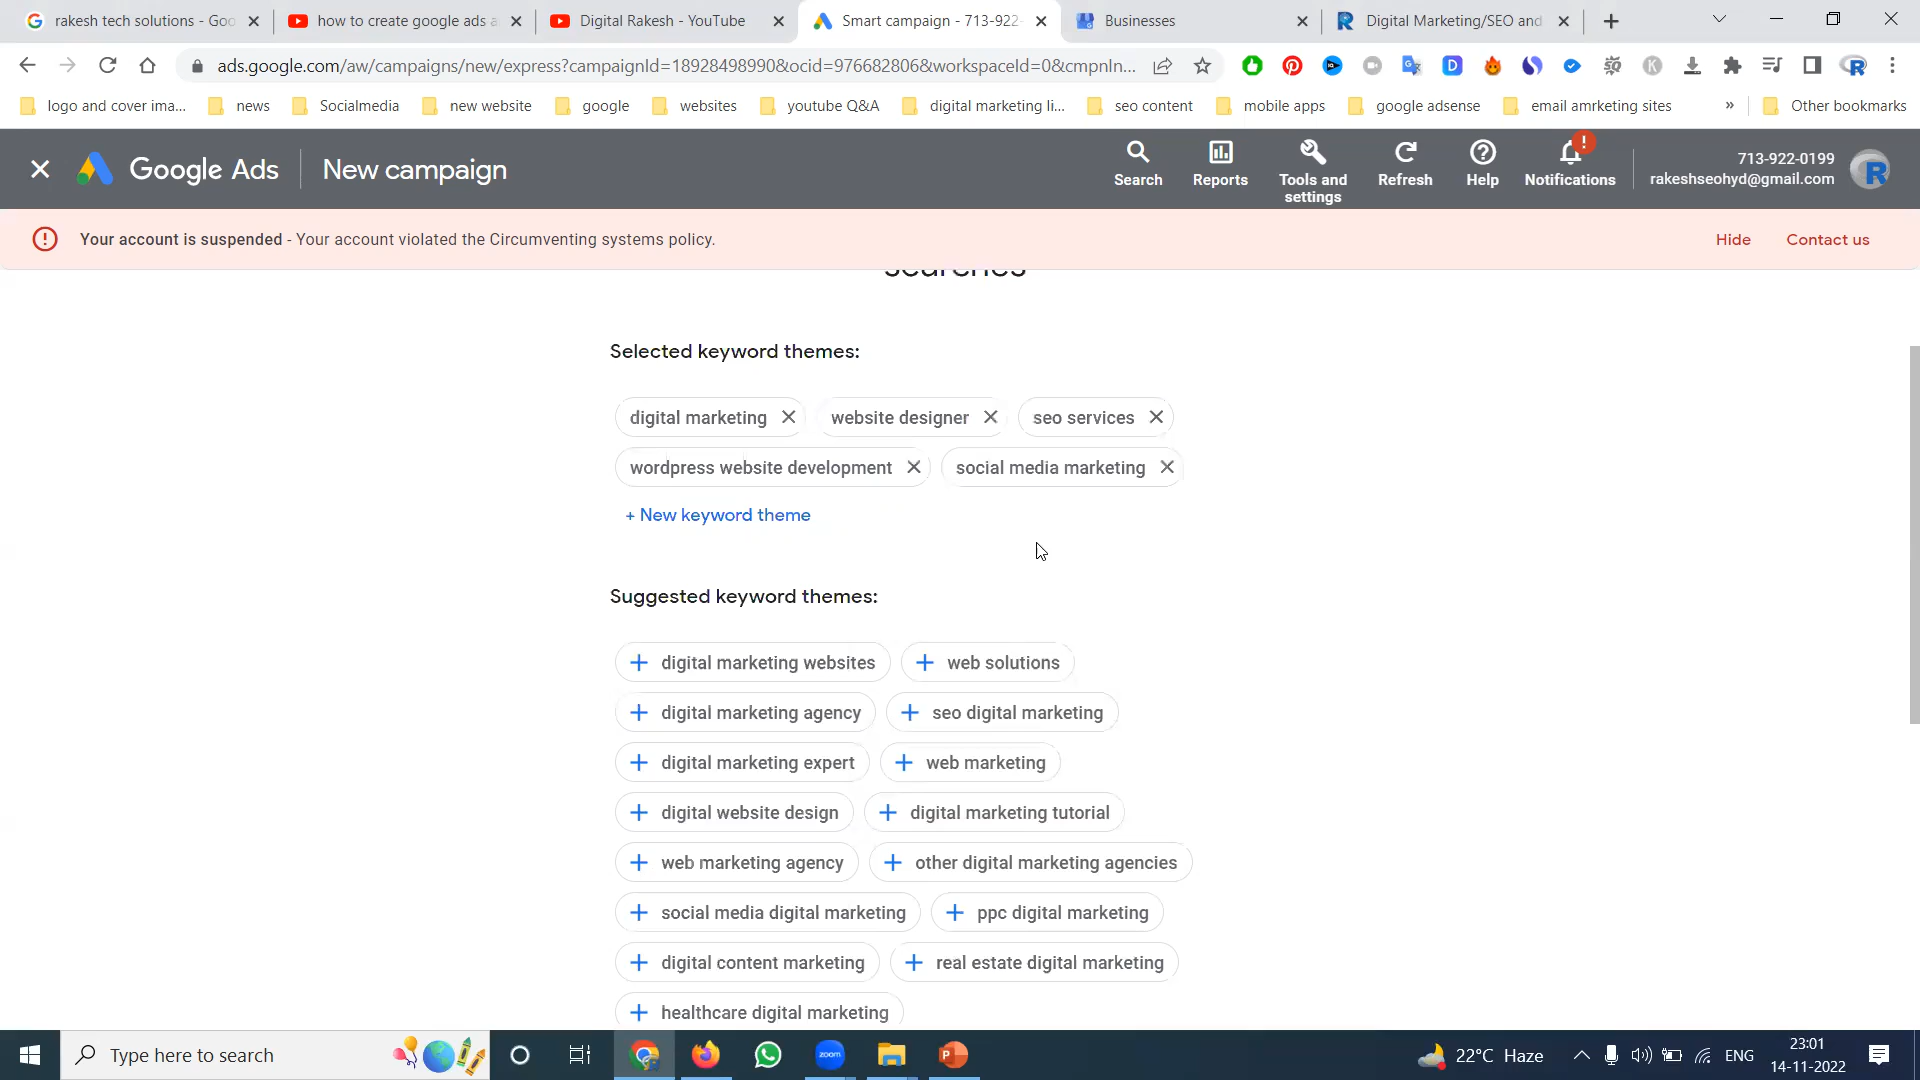 rakesh tech solutions - Goo
how to create google ads a
Digital Rakesh - YouTube
Smart campaign - 713-922-
Businesses
Digital Marketing/SEO and
ads.google.com/aw/campaigns/new/express?campaignId=18928498990&ocid=976682806&workspaceId=0&cmpnIn...
logo and cover ima...
news
Socialmedia
new website
google
websites
youtube Q&A
digital marketing li...
seo content
mobile apps
google adsense
email amrketing sites
»
Other bookmarks
Google Ads
New campaign
Search
Reports
Tools and
settings
Refresh
Help
Notifications
713-922-0199
rakeshseohyd@gmail.com
Your account is suspended - Your account violated the Circumventing systems policy.
Hide
Contact us
searches
Selected keyword themes:
digital marketing
website designer
seo services
wordpress website development
social media marketing
+ New keyword theme
Suggested keyword themes:
digital marketing websites
web solutions
digital marketing agency
seo digital marketing
digital marketing expert
web marketing
digital website design
digital marketing tutorial
web marketing agency
other digital marketing agencies
social media digital marketing
ppc digital marketing
digital content marketing
real estate digital marketing
healthcare digital marketing
Type here to search
zoom
22°C Haze
ENG
23:01
14-11-2022